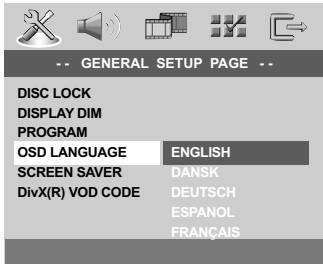 -- GENERAL SETUP PAGE --
DISC LOCK
DISPLAY DIM
PROGRAM
OSD LANGUAGE ENGLISH
SCREEN SAVER DANSK
DivX(R) VOD CODE DEUTSCH
ESPANOL
FRANÇAIS